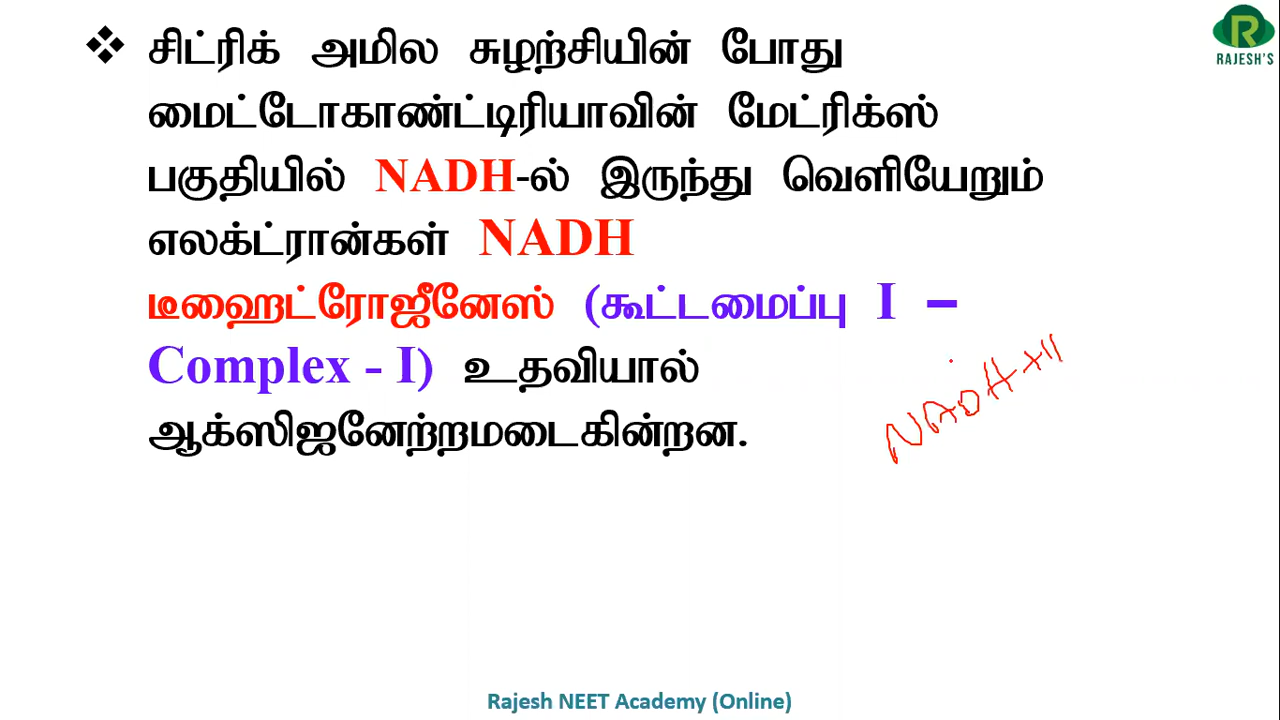 RAJESH'S
❖ சிட்ரிக் அமில சுழற்சியின் போது
மைட்டோகாண்ட்டிரியாவின் மேட்ரிக்ஸ்
பகுதியில் NADH-ல் இருந்து வெளியேறும்
எலக்ட்ரான்கள் NADH
டீஹைட்ரோஜீனேஸ் (கூட்டமைப்பு I –
Complex - I) உதவியால்
ஆக்ஸிஜனேற்றமடைகின்றன.
Rajesh NEET Academy (Online)